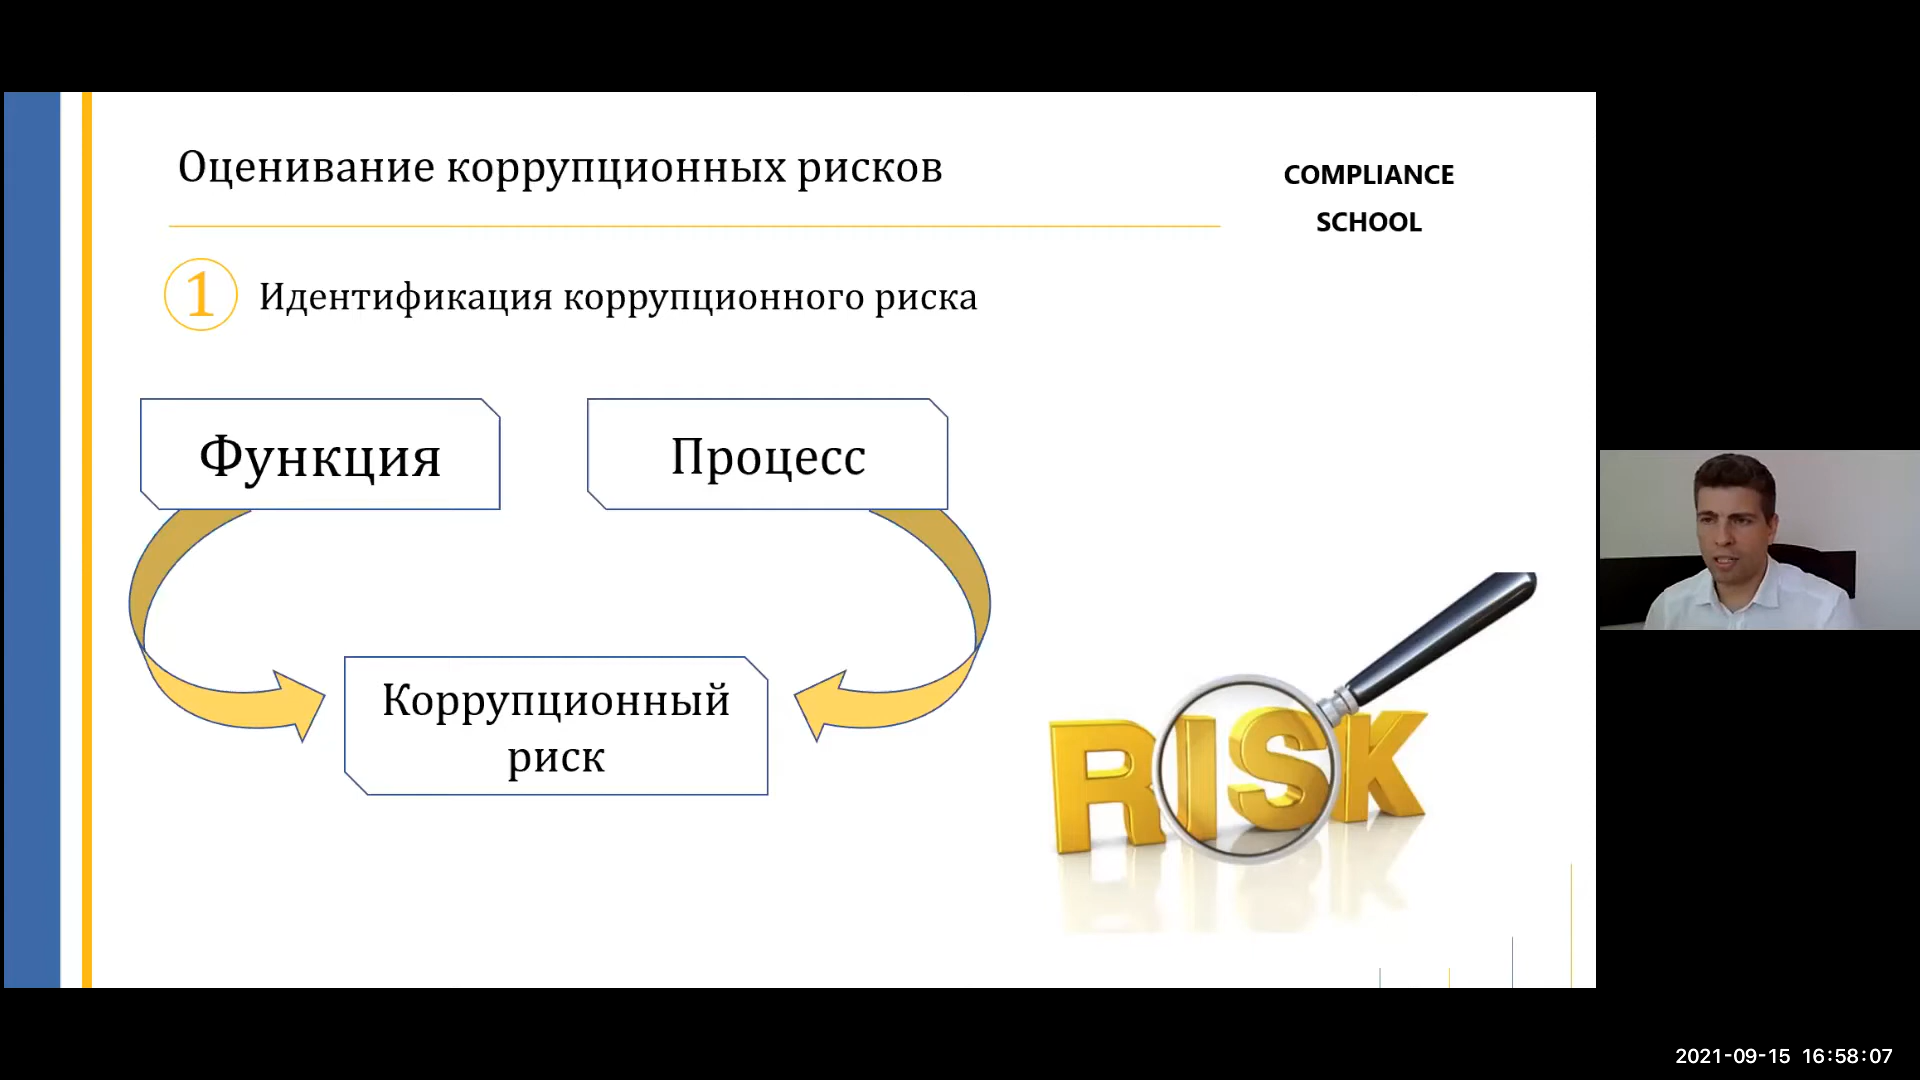 Оценивание коррупционных рисков
COMPLIANCE
SCHOOL
1 Идентификация коррупционного риска
Функция
Процесс
Коррупционный
риск
RISK
2021-09-15 16:58:07